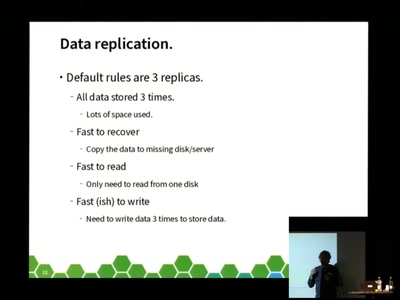 Data replication.
• Default rules are 3 replicas.
- All data stored 3 times.
- Lots of space used.
- Fast to recover
- Copy the data to missing disk/server
- Fast to read
- Only need to read from one disk
- Fast (ish) to write
- Need to write data 3 times to store data.